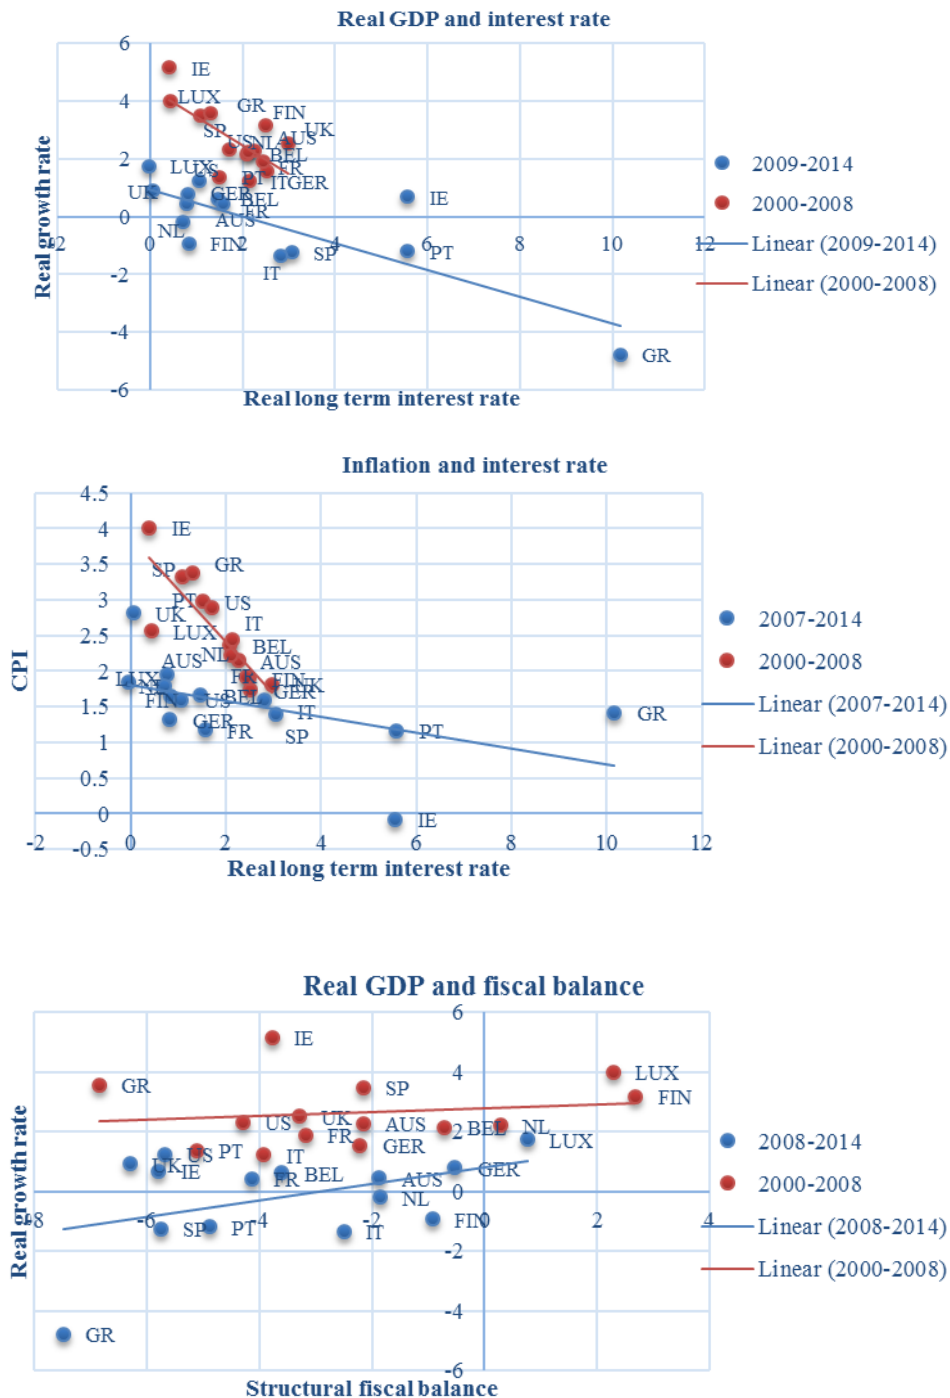 Real GDP and interest rate
6
IE
LUX
GR
4
FIN
SP
UK
US NL AUS
2
BEL
FR
LUX
US
PT
IT GER
UK
GER
BEL
IE
FR
0
AUS
NL
-2 0 2 4 6 8 10 12
FIN
SP
PT
IT
-2
-4
GR
-6
Real growth rate
Real long term interest rate
2009-2014
2000-2008
Linear (2009-2014)
Linear (2000-2008)
Inflation and interest rate
4.5
4
IE
3.5
SP
GR
3
PT
US
UK
IT
2.5
LUX
BEL
NL
AUS
AUS
2
LUX
FR
FIN
UK
NL
GER
1.5
FIN
US
BEL
IT
GR
GER
FR
SP
PT
1
0.5
0
IE
-0.5
-2 0 2 4 6 8 10 12
CPI
Real long term interest rate
2007-2014
2000-2008
Linear (2007-2014)
Linear (2000-2008)
Real GDP and fiscal balance
6
IE
4
LUX
GR
SP
FIN
US
UK
AUS
BEL
NL
2
FR
LUX
US
PT
IT
GER
UK
IE
BEL
GER
FR
AUS
0
NL
-8 -6 -4 -2 0 2 4
SP
PT
IT
FIN
-2
-4
GR
-6
Real growth rate
Structural fiscal balance
2008-2014
2000-2008
Linear (2008-2014)
Linear (2000-2008)